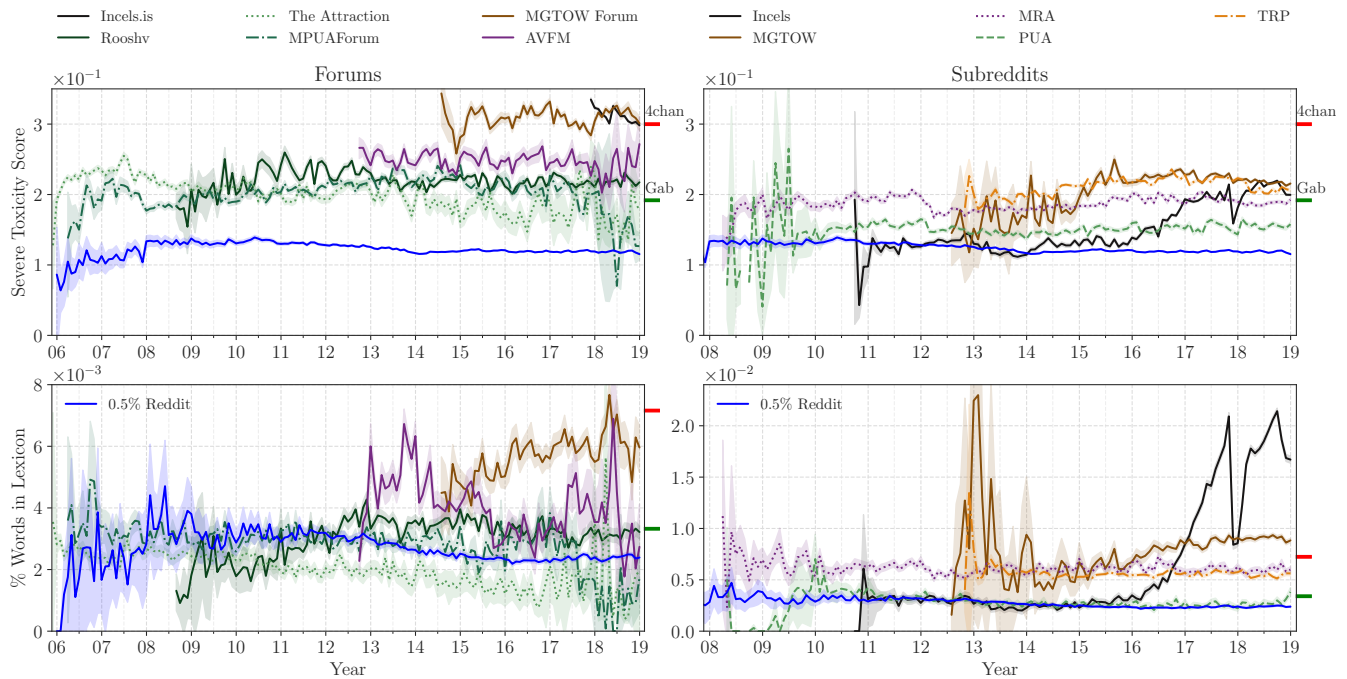 Incels.is The Attraction MGTOW Forum Incels MRA TRP
Rooshv MPUAForum AVFM MGTOW PUA
×10⁻¹ Forums ×10⁻¹ Subreddits
Severe Toxicity Score
3
2
1
0
4chan
Gab
06 07 08 09 10 11 12 13 14 15 16 17 18 19
3
2
1
0
4chan
Gab
08 09 10 11 12 13 14 15 16 17 18 19
×10⁻³
% Words in Lexicon
8
6
4
2
0
0.5% Reddit
06 07 08 09 10 11 12 13 14 15 16 17 18 19
Year
×10⁻²
2.0
1.5
1.0
0.5
0.0
0.5% Reddit
08 09 10 11 12 13 14 15 16 17 18 19
Year